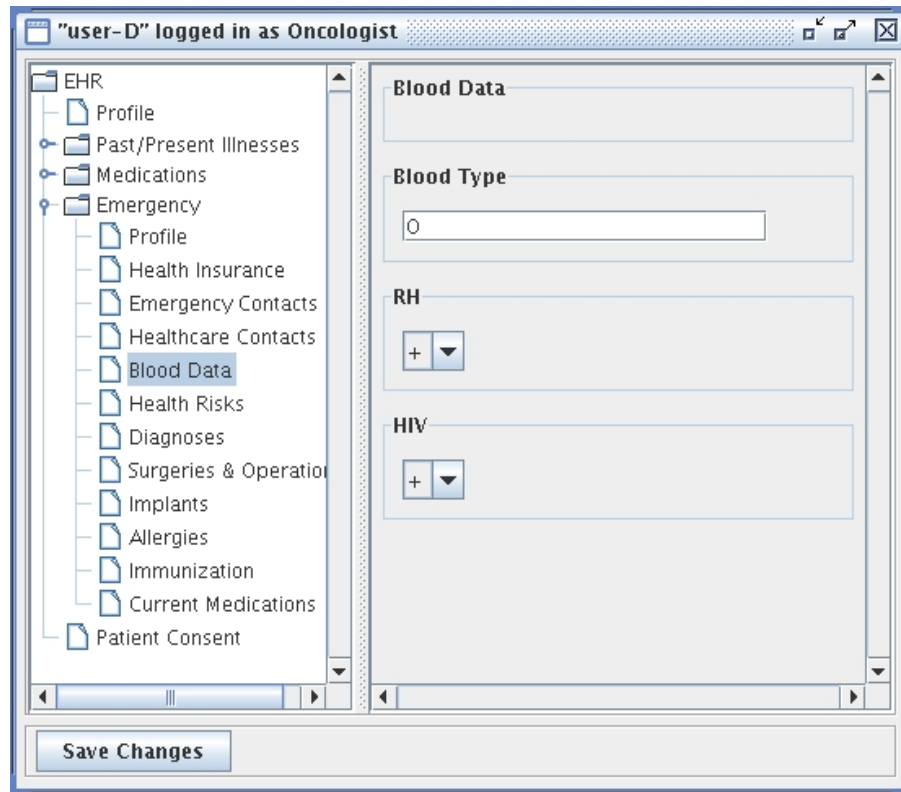 "user-D" logged in as Oncologist
EHR
Profile
Past/Present Illnesses
Medications
Emergency
Profile
Health Insurance
Emergency Contacts
Healthcare Contacts
Blood Data
Health Risks
Diagnoses
Surgeries & Operation
Implants
Allergies
Immunization
Current Medications
Patient Consent
Blood Data
Blood Type
O
RH
+
HIV
+
Save Changes